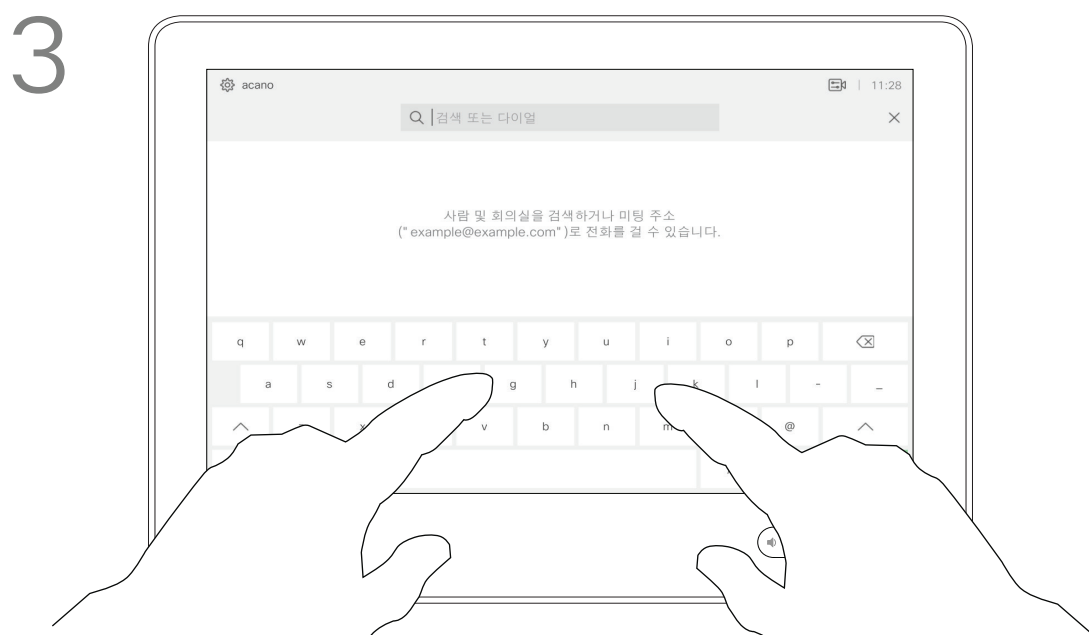 3
acano
11:28
검색 또는 다이얼
사람 및 회의실을 검색하거나 미팅 주소
("example@example.com")로 전화를 걸 수 있습니다.
q w e r t y u i o p
a s d g h j k l - _
x v b n m @